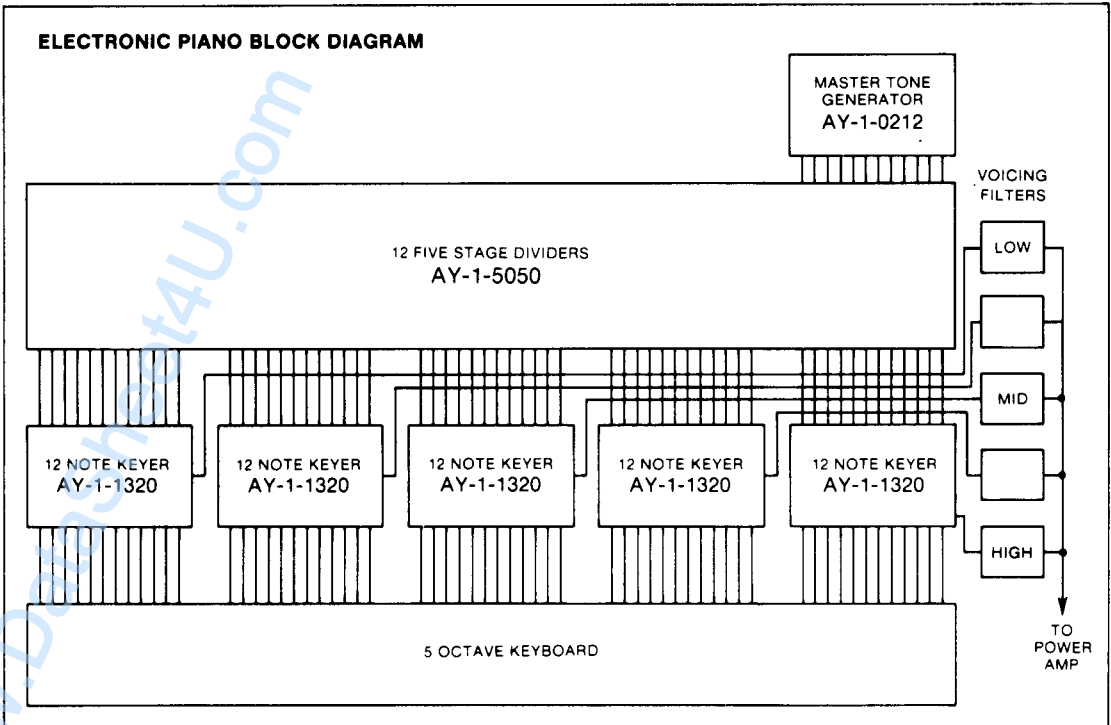 ELECTRONIC PIANO BLOCK DIAGRAM
MASTER TONE
GENERATOR
AY-1-0212
VOICING
FILTERS
12 FIVE STAGE DIVIDERS
AY-1-5050
LOW
MID
HIGH
12 NOTE KEYER
AY-1-1320
12 NOTE KEYER
AY-1-1320
12 NOTE KEYER
AY-1-1320
12 NOTE KEYER
AY-1-1320
12 NOTE KEYER
AY-1-1320
5 OCTAVE KEYBOARD
TO
POWER
AMP
w.DataSheet4U.com